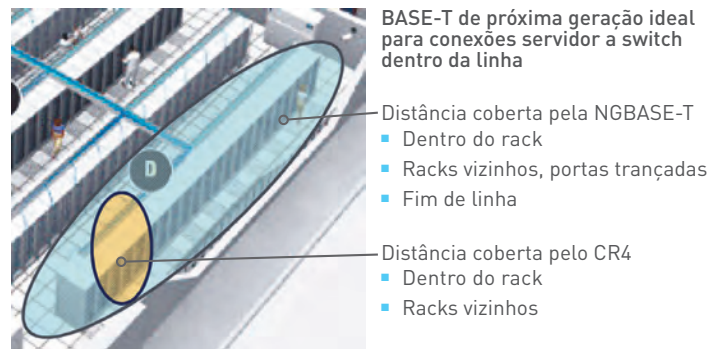 BASE-T de próxima geração ideal
para conexões servidor a switch
dentro da linha
Distância coberta pela NGBASE-T
Dentro do rack
Racks vizinhos, portas trançadas
Fim de linha
D
Distância coberta pelo CR4
Dentro do rack
Racks vizinhos